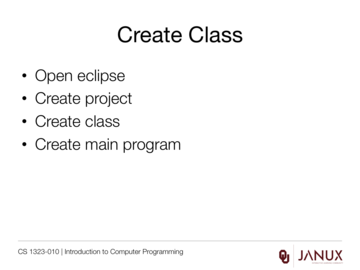 Create Class
• Open eclipse
• Create project
• Create class
• Create main program
CS 1323-010 | Introduction to Computer Programming
JANUX